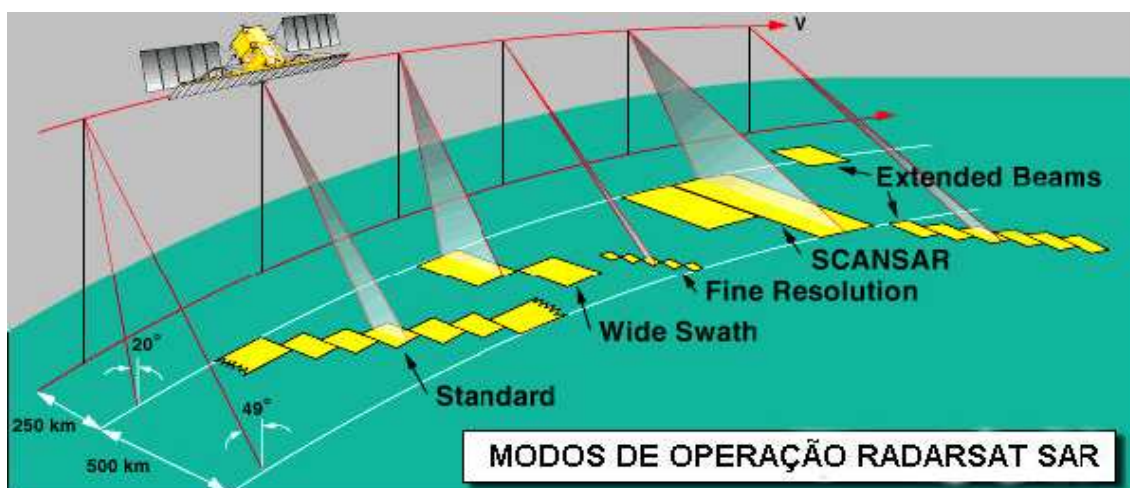 V
Extended Beams
SCANSAR
Fine Resolution
Wide Swath
Standard
20°
49°
250 km
500 km
MODOS DE OPERAÇÃO RADARSAT SAR